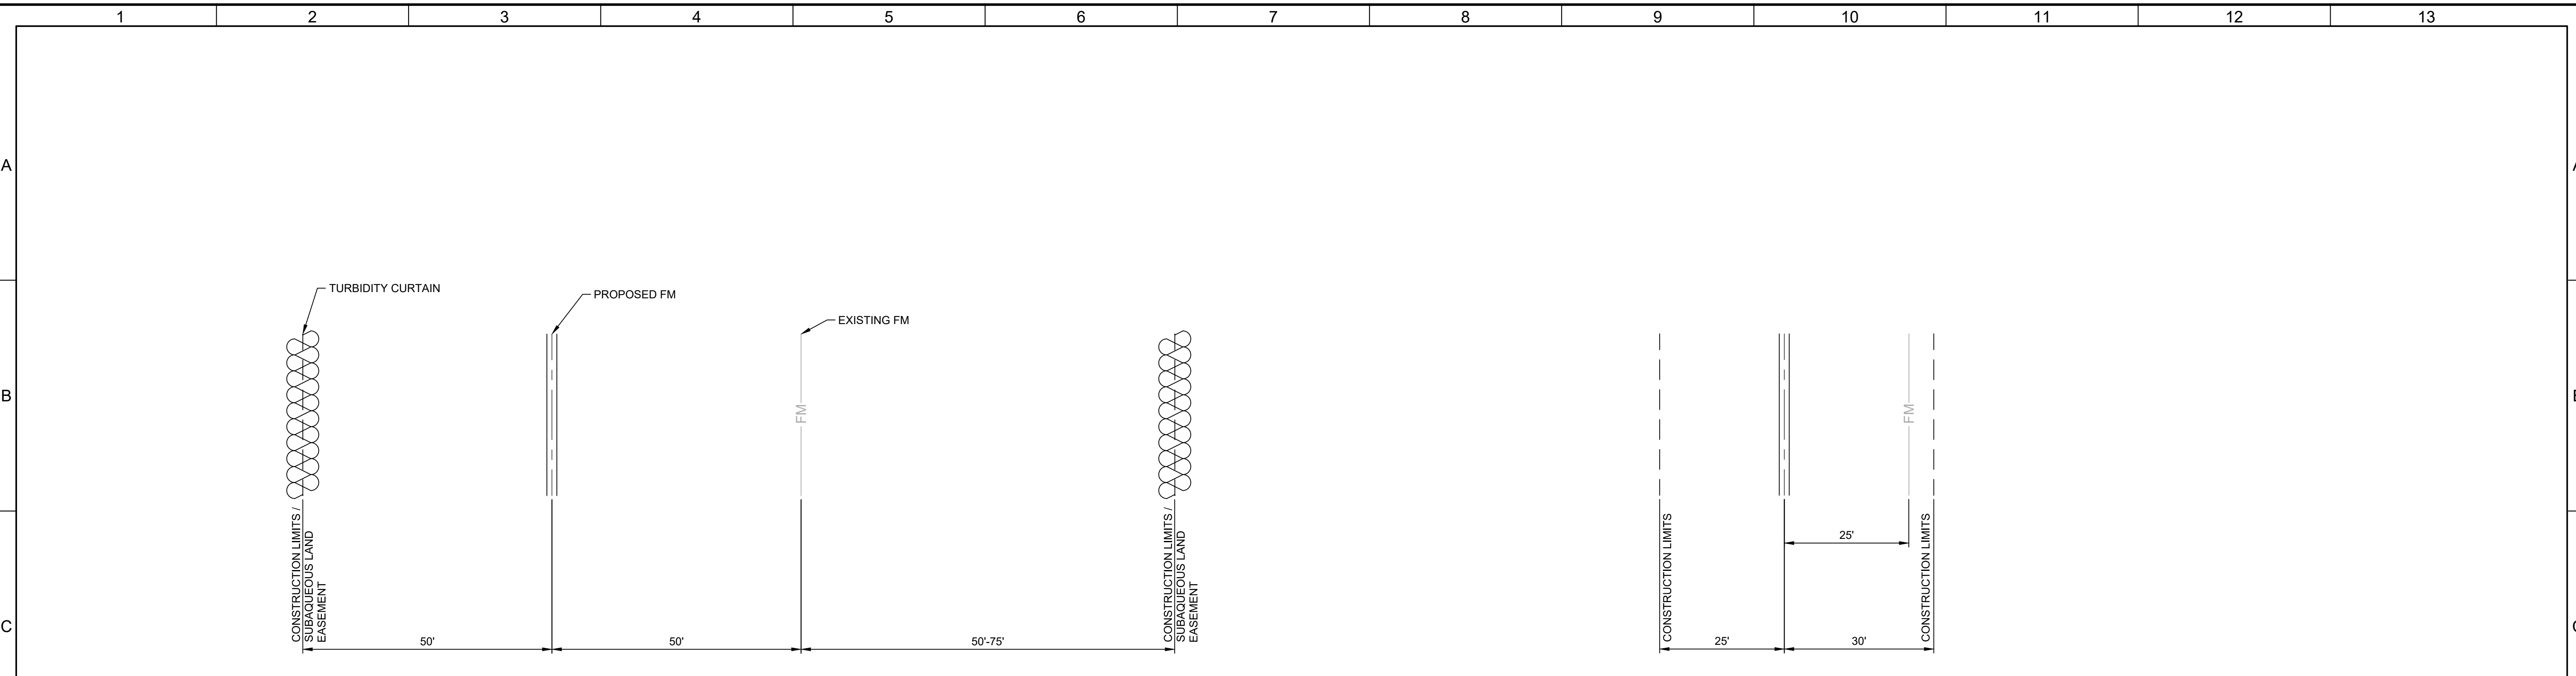 1 2 3 4 5 6 7 8 9 10 11 12 13
A
TURBIDITY CURTAIN
PROPOSED FM
EXISTING FM
B
FM
FM
CONSTRUCTION LIMITS /
SUBAQUEOUS LAND
EASEMENT
CONSTRUCTION LIMITS /
SUBAQUEOUS LAND
EASEMENT
CONSTRUCTION LIMITS
CONSTRUCTION LIMITS
25'
C
50'
50'
50'-75'
25'
30'